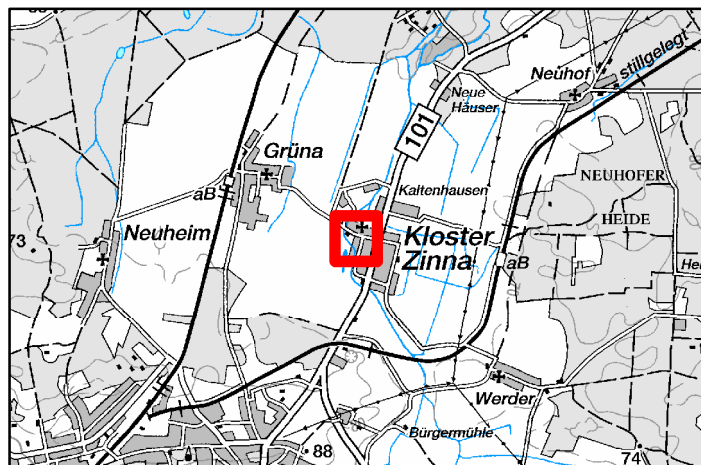 Neuhof
stillgelegt
Neue
Häuser
101
Grüna
aB
Kaltenhausen
NEUHOFER
HEIDE
Neuheim
Kloster
Zinna
73
aB
Werder
Bürgermühle
88
74